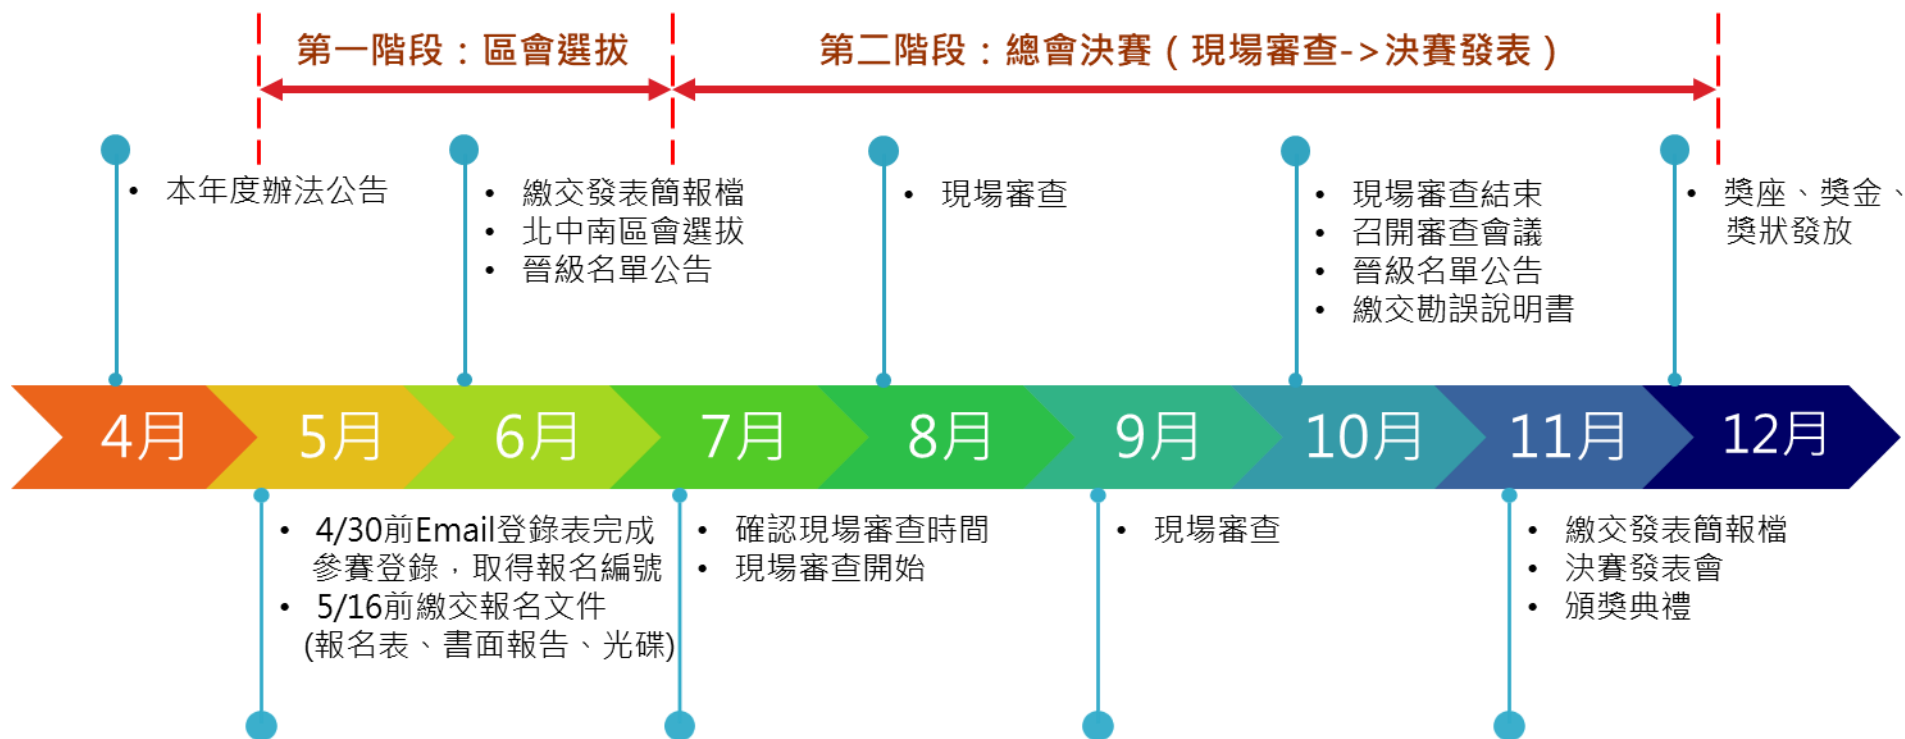 第一階段：區會選拔
第二階段：總會決賽（現場審查->決賽發表）
• 本年度辦法公告
• 繳交發表簡報檔
• 北中南區會選拔
• 晉級名單公告
• 現場審查
• 現場審查結束
• 召開審查會議
• 晉級名單公告
• 繳交勘誤說明書
• 獎座、獎金、
獎狀發放
4月
5月
6月
7月
8月
9月
10月
11月
12月
• 4/30前Email登錄表完成
參賽登錄，取得報名編號
• 5/16前繳交報名文件
(報名表、書面報告、光碟)
• 確認現場審查時間
• 現場審查開始
• 現場審查
• 繳交發表簡報檔
• 決賽發表會
• 頒獎典禮